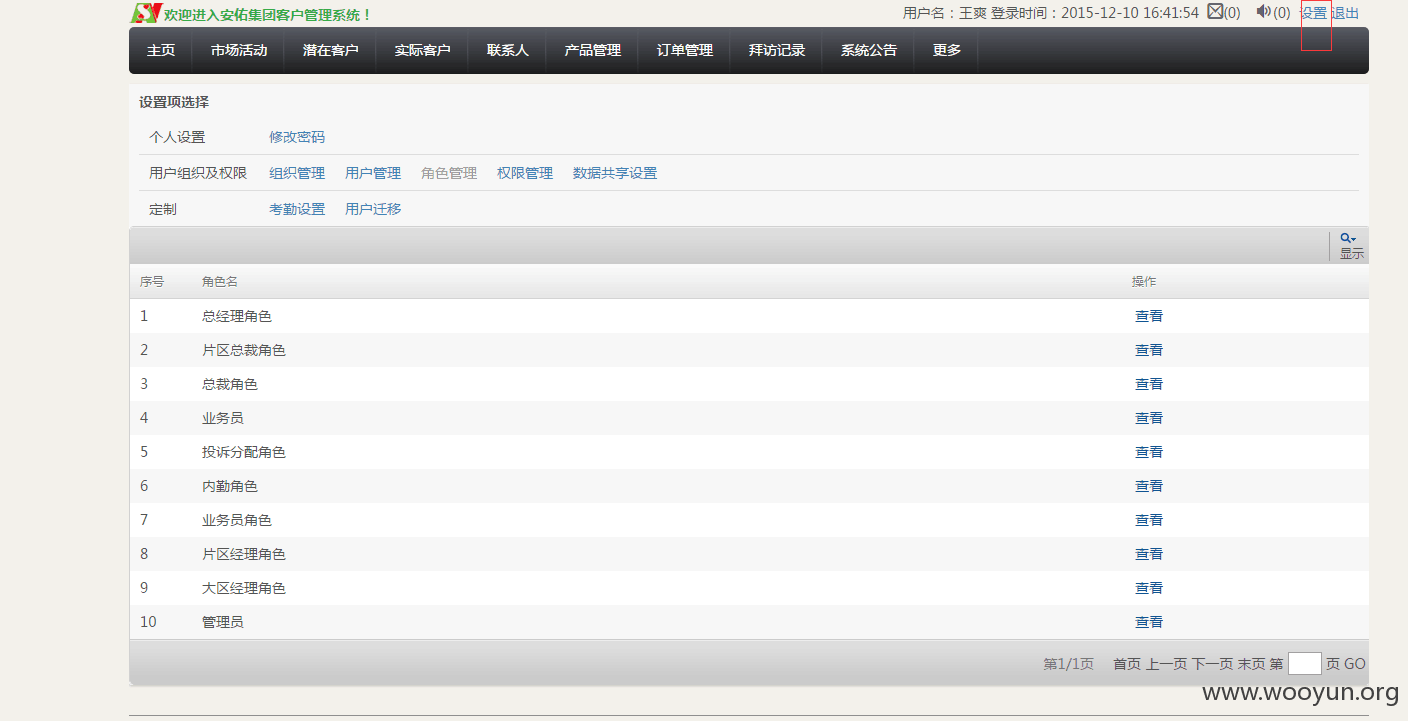 欢迎进入安佑集团客户管理系统！ 用户名：王爽 登录时间：2015-12-10 16:41:54 (0) (0) 设置 退出
主页 市场活动 潜在客户 实际客户 联系人 产品管理 订单管理 拜访记录 系统公告 更多
设置项选择
个人设置 修改密码
用户组织及权限 组织管理 用户管理 角色管理 权限管理 数据共享设置
定制 考勤设置 用户迁移
显示
序号 角色名 操作
1 总经理角色 查看
2 片区总裁角色 查看
3 总裁角色 查看
4 业务员 查看
5 投诉分配角色 查看
6 内勤角色 查看
7 业务员角色 查看
8 片区经理角色 查看
9 大区经理角色 查看
10 管理员 查看
第1/1页 首页 上一页 下一页 末页 第 页 GO
www.wooyun.org